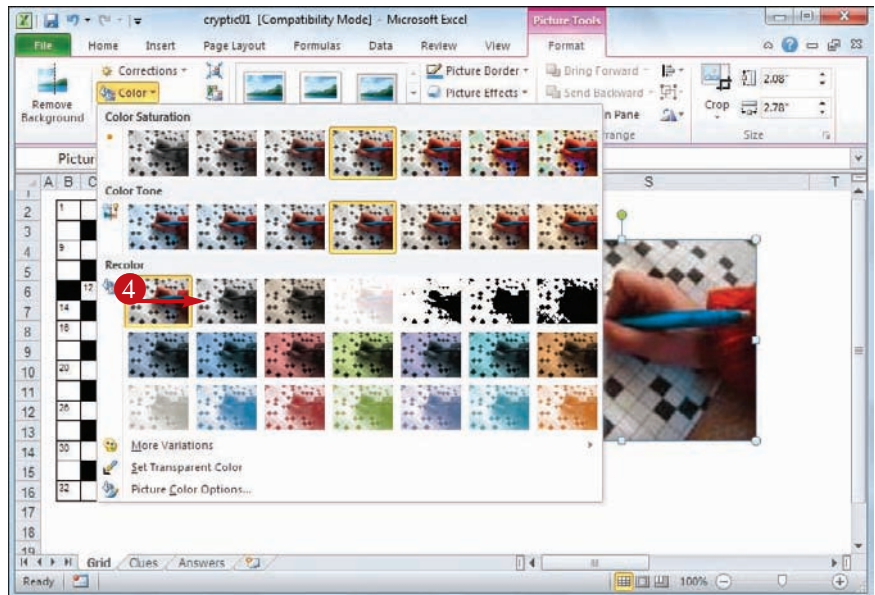 cryptic01 [Compatibility Mode] - Microsoft Excel
Picture Tools
File Home Insert Page Layout Formulas Data Review View Format
Corrections
Color
Remove Background
Picture Border
Picture Effects
Bring Forward
Send Backward
n Pane
range
Crop
2.08"
2.78"
Size
Pictur
Color Saturation
Color Tone
Recolor
4
More Variations
Set Transparent Color
Picture Color Options...
A B C S T
1
2 1
3
4 9
5
6 12
7 14
8 18
9
10 20
11
12 26
13
14 30
15
16 32
17
18
19
Grid Clues Answers
Ready 100%